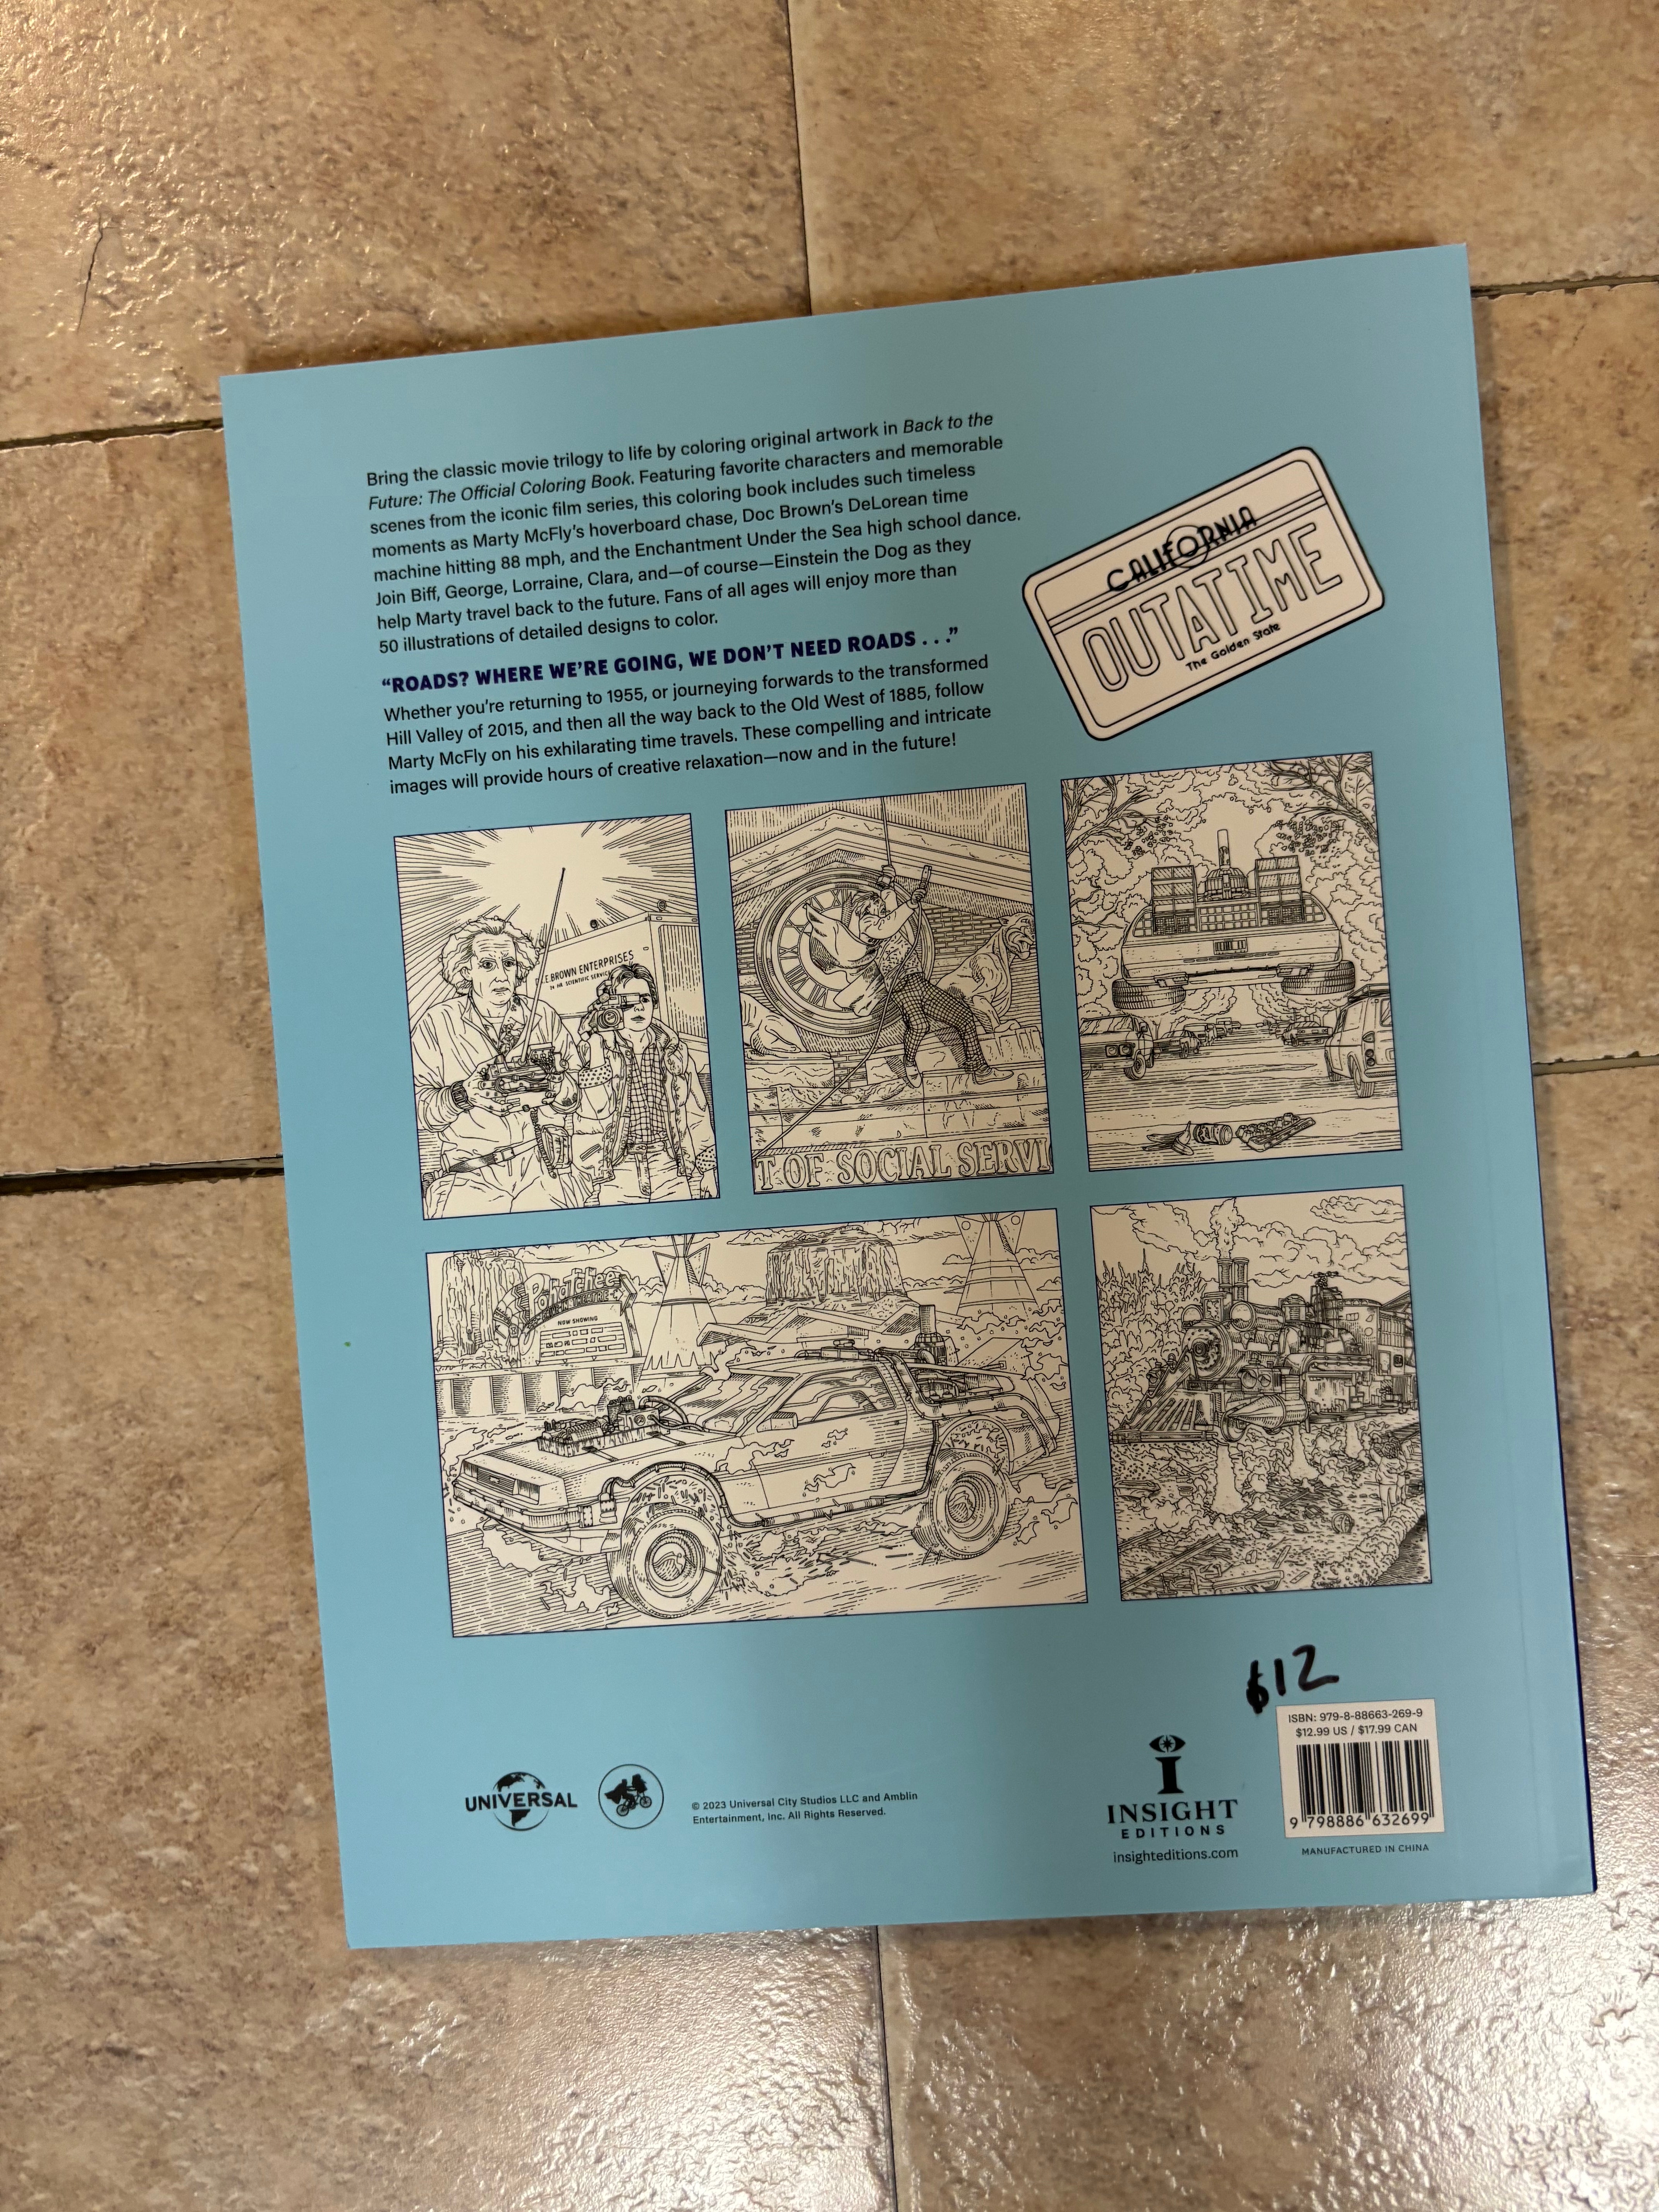 Bring the classic movie trilogy to life by coloring original artwork in Back to the
Future: The Official Coloring Book. Featuring favorite characters and memorable
scenes from the iconic film series, this coloring book includes such timeless
moments as Marty McFly's hoverboard chase, Doc Brown's DeLorean time
machine hitting 88 mph, and the Enchantment Under the Sea high school dance.
Join Biff, George, Lorraine, Clara, and—of course—Einstein the Dog as they
help Marty travel back to the future. Fans of all ages will enjoy more than
50 illustrations of detailed designs to color.
"ROADS? WHERE WE'RE GOING, WE DON'T NEED ROADS . . ."
Whether you're returning to 1955, or journeying forwards to the transformed
Hill Valley of 2015, and then all the way back to the Old West of 1885, follow
Marty McFly on his exhilarating time travels. These compelling and intricate
images will provide hours of creative relaxation—now and in the future!
CALIFORNIA
OUTATIME
The Golden State
E BROWN ENTERPRISES
24 HR SCIENTIFIC SERVICE
T OF SOCIAL SERVI
Pohatchee
NOW SHOWING
$12
ISBN: 979-8-88663-269-9
$12.99 US / $17.99 CAN
9 798886 632699
MANUFACTURED IN CHINA
UNIVERSAL
© 2023 Universal City Studios LLC and Amblin
Entertainment, Inc. All Rights Reserved.
INSIGHT
EDITIONS
insighteditions.com